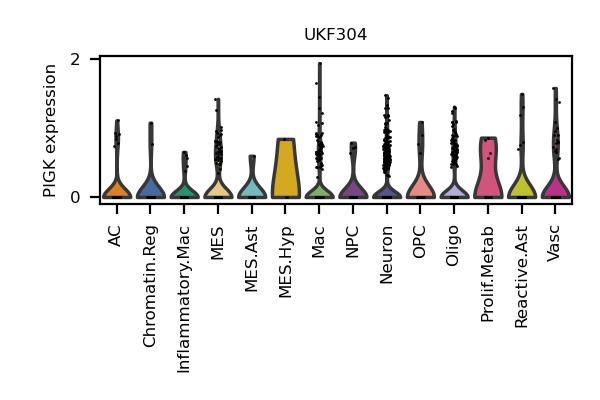 UKF304
PIGK expression
2
0
AC
Chromatin.Reg
Inflammatory.Mac
MES
MES.Ast
MES.Hyp
Mac
NPC
Neuron
OPC
Oligo
Prolif.Metab
Reactive.Ast
Vasc